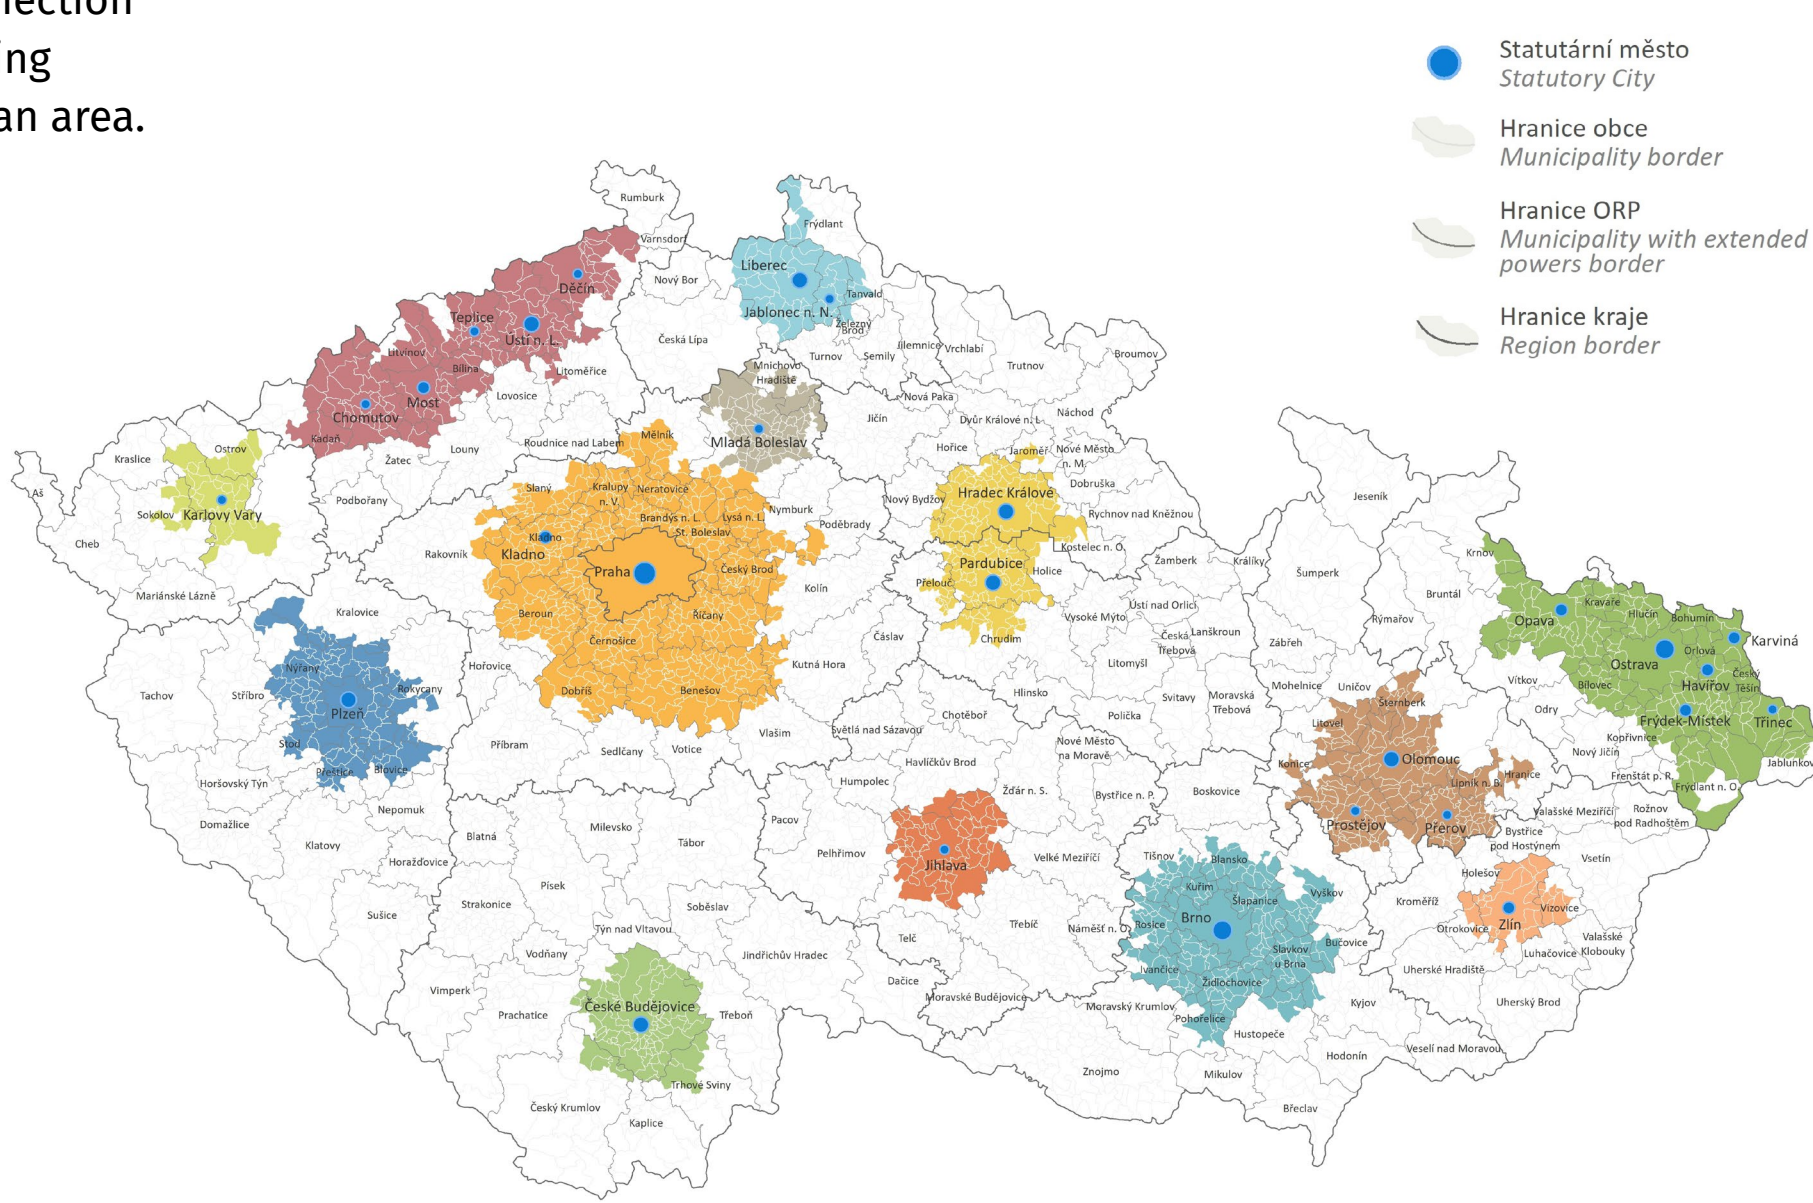 ection
ing
an area.
Statutární město
Statutory City
Hranice obce
Municipality border
Hranice ORP
Municipality with extended
powers border
Hranice kraje
Region border
Rumburk
Varnsdorf
Frýdlant
Děčín
Nový Bor
Liberec
Tanvald
Jablonec n. N.
Železný
Brod
Teplice
Ústí n. L.
Litvínov
Bílina
Litoměřice
Česká Lípa
Turnov
Semily
Jilemnice
Vrchlabí
Trutnov
Broumov
Mnichovo
Hradiště
Most
Chomutov
Kadaň
Lovosice
Roudnice nad Labem
Mělník
Mladá Boleslav
Jičín
Nová Paka
Dvůr Králové n. L.
Náchod
Hořice
Jaroměř
Nové Město
n. M.
Dobruška
Ostrov
Kraslice
Žatec
Louny
Podbořany
Aš
Sokolov
Karlovy Vary
Cheb
Mariánské Lázně
Slaný
Kralupy
n. V.
Neratovice
Brandýs n. L.
St. Boleslav
Lysá n. L.
Nymburk
Poděbrady
Nový Bydžov
Hradec Králové
Rychnov nad Kněžnou
Kostelec n. O.
Jeseník
Rakovník
Kladno
Kladno
Praha
Český Brod
Kolín
Pardubice
Přelouč
Holice
Žamberk
Králíky
Šumperk
Krnov
Bruntál
Rýmařov
Kralovice
Beroun
Říčany
Černošice
Čáslav
Chrudim
Vysoké Mýto
Ústí nad Orlicí
Česká
Třebová
Lanškroun
Zábřeh
Opava
Kravaře
Hlučín
Bohumín
Karviná
Ostrava
Orlová
Havířov
Český
Těšín
Bílovec
Vítkov
Odry
Frýdek-Místek
Třinec
Kopřivnice
Nový Jičín
Jablunkov
Frenštát p. R.
Frýdlant n. O.
Nýřany
Rokycany
Hořovice
Kutná Hora
Litomyšl
Tachov
Stříbro
Plzeň
Dobříš
Benešov
Hlinsko
Svitavy
Moravská
Třebová
Mohelnice
Uničov
Šternberk
Litovel
Chotěboř
Polička
Světlá nad Sázavou
Stod
Přeštice
Blovice
Příbram
Sedlčany
Votice
Vlašim
Havlíčkův Brod
Nové Město
na Moravě
Konice
Olomouc
Lipník n. B.
Hranice
Horšovský Týn
Nepomuk
Humpolec
Žďár n. S.
Bystřice n. P.
Boskovice
Prostějov
Přerov
Valašské Meziříčí
Rožnov
pod Radhoštěm
Bystřice
pod Hostýnem
Vsetín
Domažlice
Klatovy
Horažďovice
Blatná
Milevsko
Tábor
Pacov
Pelhřimov
Jihlava
Velké Meziříčí
Tišnov
Blansko
Kuřim
Šlapanice
Vyškov
Holešov
Kroměříž
Zlín
Vizovice
Otrokovice
Valašské
Klobouky
Luhačovice
Sušice
Strakonice
Písek
Soběslav
Týn nad Vltavou
Vodňany
Jindřichův Hradec
Telč
Třebíč
Náměšť n. O.
Rosice
Brno
Slavkov
u Brna
Bučovice
Ivančice
Židlochovice
Uherské Hradiště
Uherský Brod
Vimperk
Prachatice
České Budějovice
Třeboň
Dačice
Moravské Budějovice
Moravský Krumlov
Pohořelice
Hustopeče
Kyjov
Veselí nad Moravou
Hodonín
Trhové Sviny
Český Krumlov
Kaplice
Znojmo
Mikulov
Břeclav